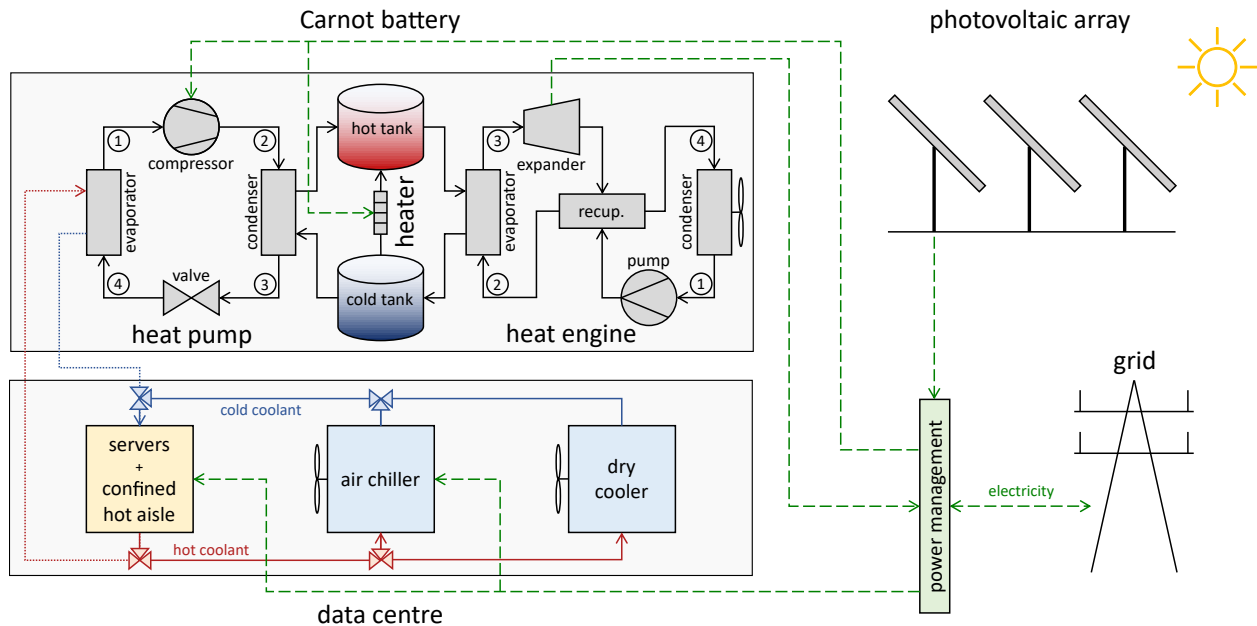 Carnot battery
photovoltaic array
1
2
hot tank
3
4
compressor
expander
evaporator
condenser
heater
evaporator
recup.
condenser
valve
pump
4
3
cold tank
2
1
heat pump
heat engine
grid
cold coolant
servers
+
confined
hot aisle
air chiller
dry
cooler
power management
electricity
hot coolant
data centre